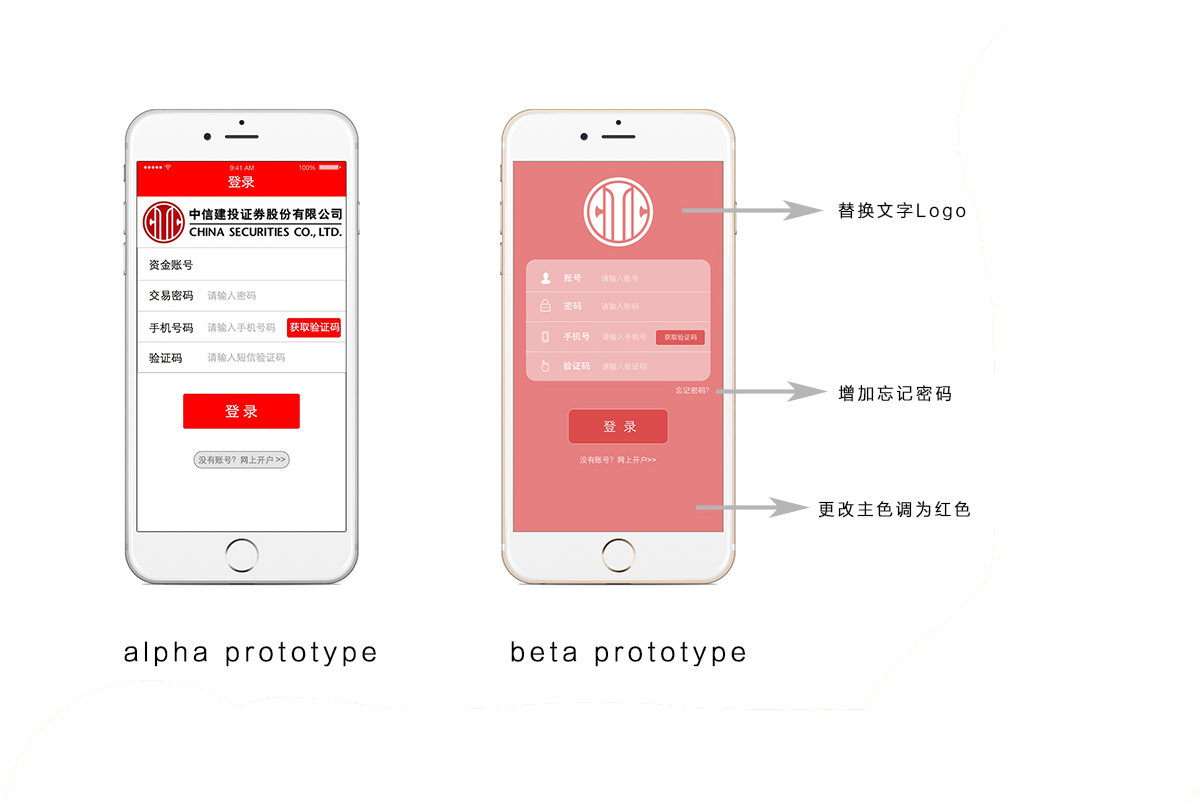 9:41 AM 100%
登录
CITIC 中信建投证券股份有限公司
CHINA SECURITIES CO., LTD.
资金账号
交易密码 请输入密码
手机号码 请输入手机号码 获取验证码
验证码 请输入短信验证码
登录
没有账号？网上开户>>
alpha prototype
账号 请输入账号
密码 请输入密码
手机号 请输入手机号 获取验证码
验证码 请输入验证码
忘记密码?
登 录
没有账号？网上开户>>
beta prototype
替换文字Logo
增加忘记密码
更改主色调为红色